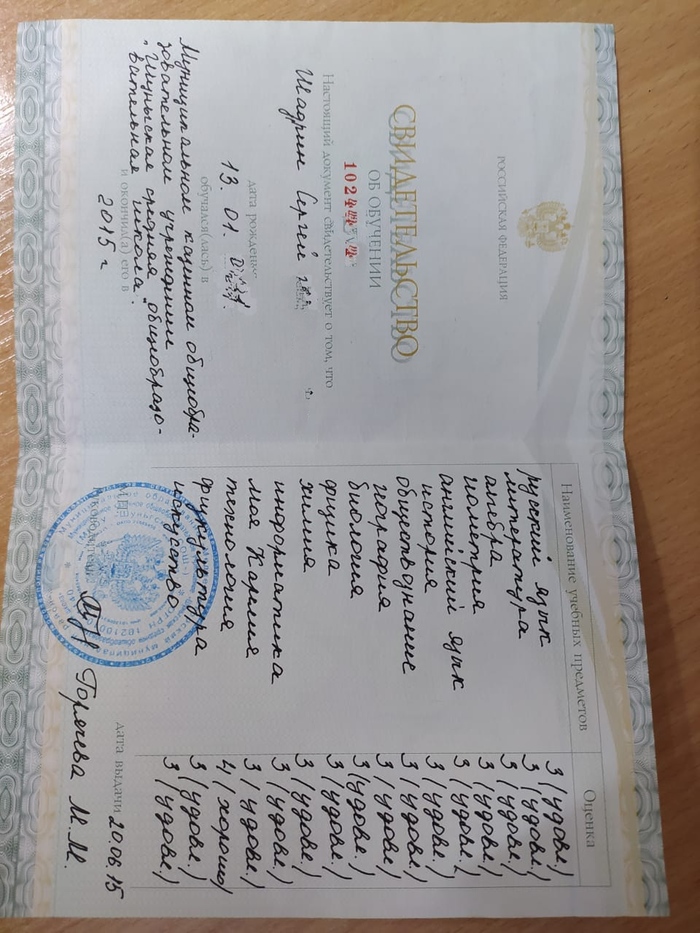 РОССИЙСКАЯ ФЕДЕРАЦИЯ
СВИДЕТЕЛЬСТВО
ОБ ОБУЧЕНИИ
Настоящий документ свидетельствует о том, что
Шадрин Сергей
дата рождения
13. 01.
обучался(лась) в
Муниципальном казенном общеобра-
зовательном учреждении
средняя общеобразо-
вательная школа".
и окончил(а) его в
2015 г
Наименование учебных предметов
Оценка
русский язык 3 (удовл.)
литература 3 (удовл.)
алгебра 3 (удовл.)
геометрия 3 (удовл.)
английский язык 3 (удовл.)
история 3 (удовл.)
обществознание 3 (удовл.)
география 3 (удовл.)
биология 3 (удовл.)
физика 3 (удовл.)
химия 3 (удовл.)
информатика 3 (удовл.)
моя Карелия 3 (удовл.)
технология 4 (хорошо)
физкультура 3 (удовл.)
искусство 3 (удовл.)
М.П.
Руководитель
Горячева М. М.
дата выдачи 20.06.15